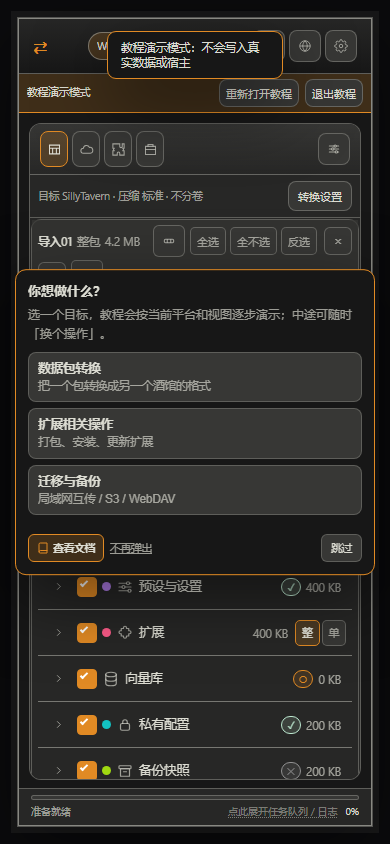 W
教程演示模式：不会写入真
实数据或宿主
教程演示模式
重新打开教程
退出教程
目标 SillyTavern · 压缩 标准 · 不分卷
转换设置
导入01 整包 4.2 MB
全选
全不选
反选
你想做什么?
选一个目标，教程会按当前平台和视图逐步演示；中途可随时
「换个操作」。
数据包转换
把一个包转换成另一个酒馆的格式
扩展相关操作
打包、安装、更新扩展
迁移与备份
局域网互传 / S3 / WebDAV
查看文档
不再弹出
跳过
预设与设置
400 KB
扩展
400 KB
整
单
向量库
0 KB
私有配置
200 KB
备份快照
200 KB
准备就绪
点此展开任务队列 / 日志
0%